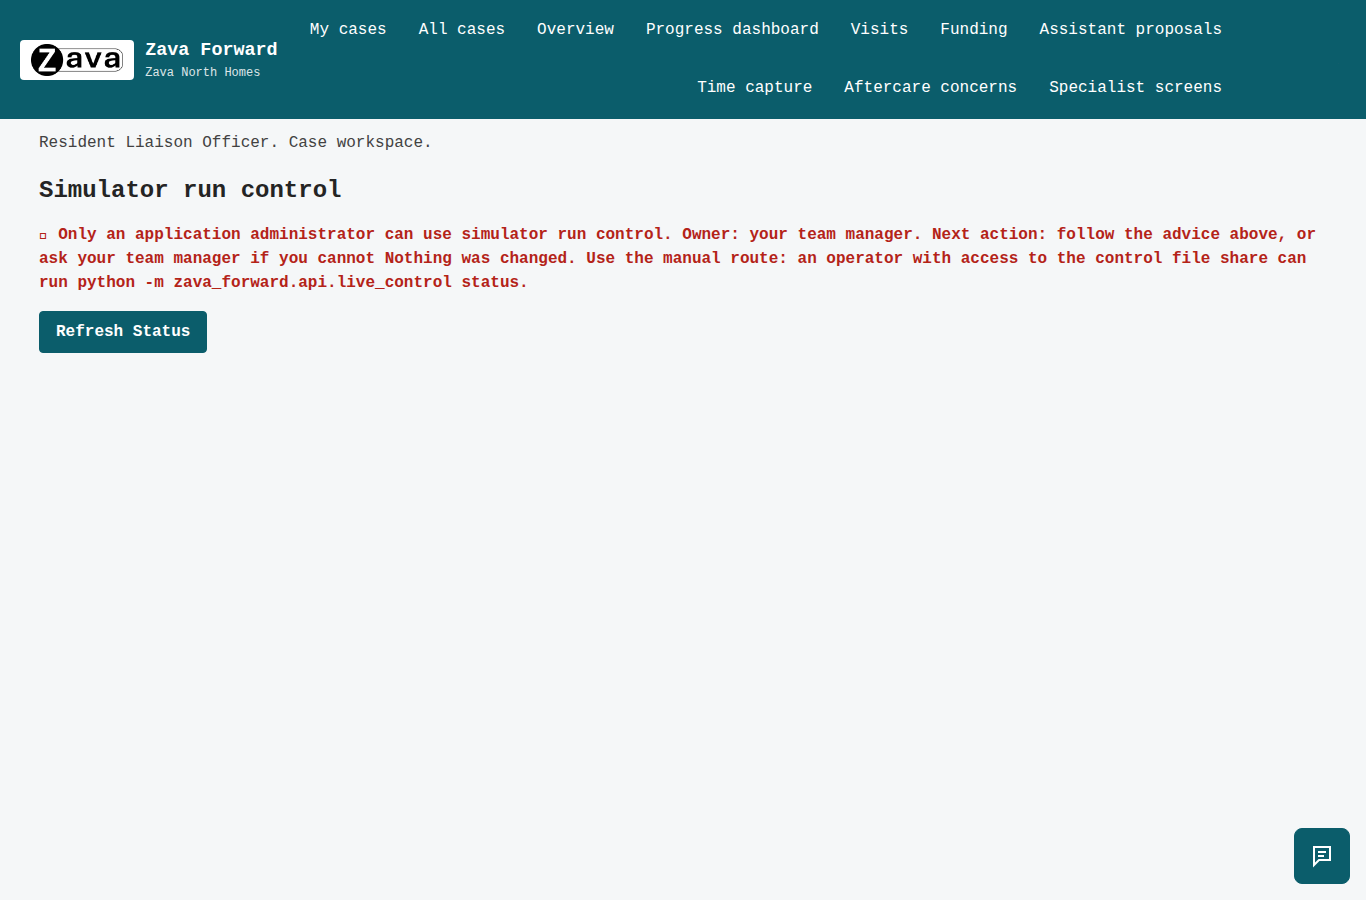 Zava
Zava Forward
Zava North Homes
My cases All cases Overview Progress dashboard Visits Funding Assistant proposals
Time capture Aftercare concerns Specialist screens
Resident Liaison Officer. Case workspace.
Simulator run control
Only an application administrator can use simulator run control. Owner: your team manager. Next action: follow the advice above, or
ask your team manager if you cannot Nothing was changed. Use the manual route: an operator with access to the control file share can
run python -m zava_forward.api.live_control status.
Refresh Status